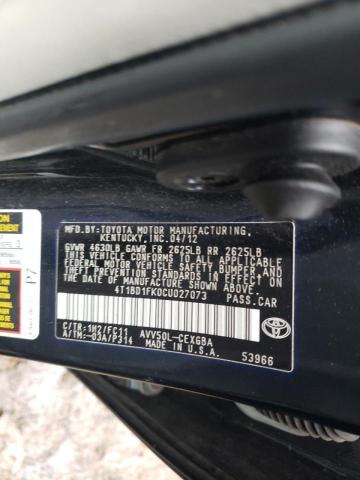 MFD.BY:TOYOTA MOTOR MANUFACTURING,
KENTUCKY,INC.04/12
GVWR 4630LB GAWR FR 2625LB RR 2625LB
THIS VEHICLE CONFORMS TO ALL APPLICABLE
FEDERAL MOTOR VEHICLE SAFETY, BUMPER, AND
THEFT PREVENTION STANDARDS IN EFFECT ON
THE DATE OF MANUFACTURE SHOWN ABOVE.
4T1BD1FK0CU027073 PASS.CAR
C/TR:1H2/FC11 AVV50L-CEXGBA
A/TM:-03A/P314 MADE IN U.S.A.
TOYOTA
53966